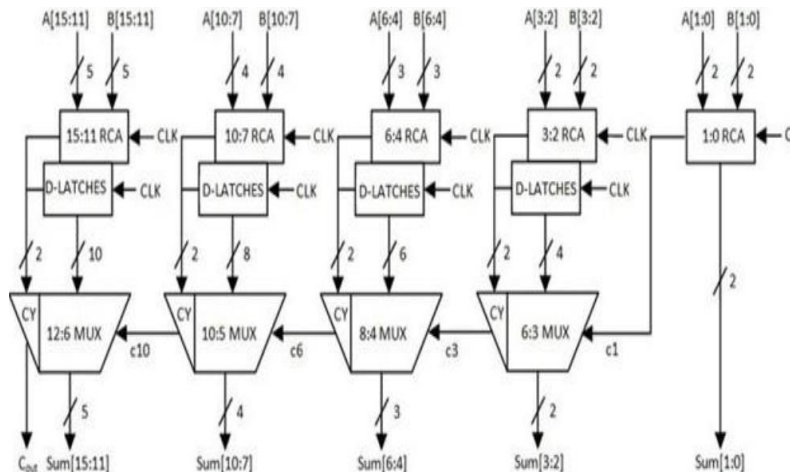 A[15:11] B[15:11] A[10:7] B[10:7] A[6:4] B[6:4] A[3:2] B[3:2] A[1:0] B[1:0]
5 5 4 4 3 3 2 2 2 2
15:11 RCA CLK 10:7 RCA CLK 6:4 RCA CLK 3:2 RCA CLK 1:0 RCA
D-LATCHES CLK D-LATCHES CLK D-LATCHES CLK D-LATCHES CLK
2 10 2 8 2 6 2 4 2
CY 12:6 MUX CY 10:5 MUX CY 8:4 MUX CY 6:3 MUX
c10 c6 c3 c1
5 4 3 2
Cout Sum[15:11] Sum[10:7] Sum[6:4] Sum[3:2] Sum[1:0]